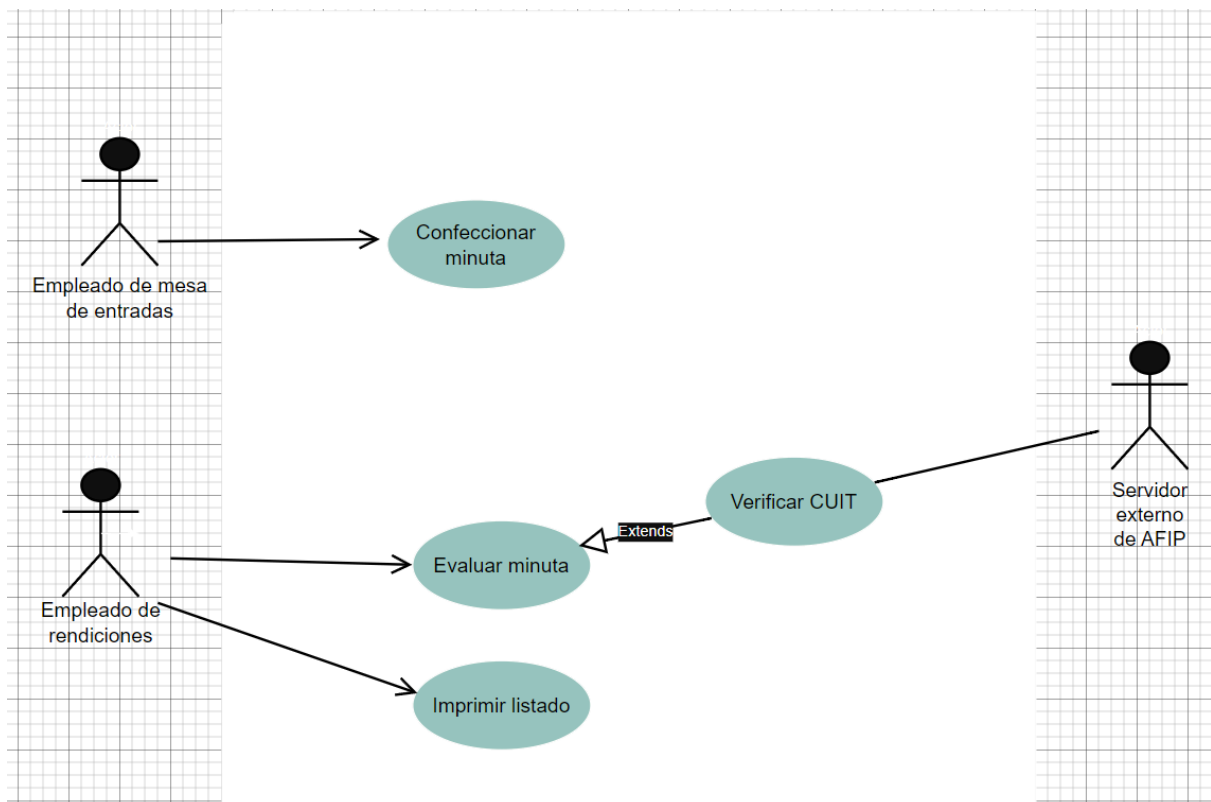 Confeccionar
minuta
Empleado de mesa
de entradas
Verificar CUIT
Servidor
externo
de AFIP
Extends
Evaluar minuta
Empleado de
rendiciones
Imprimir listado